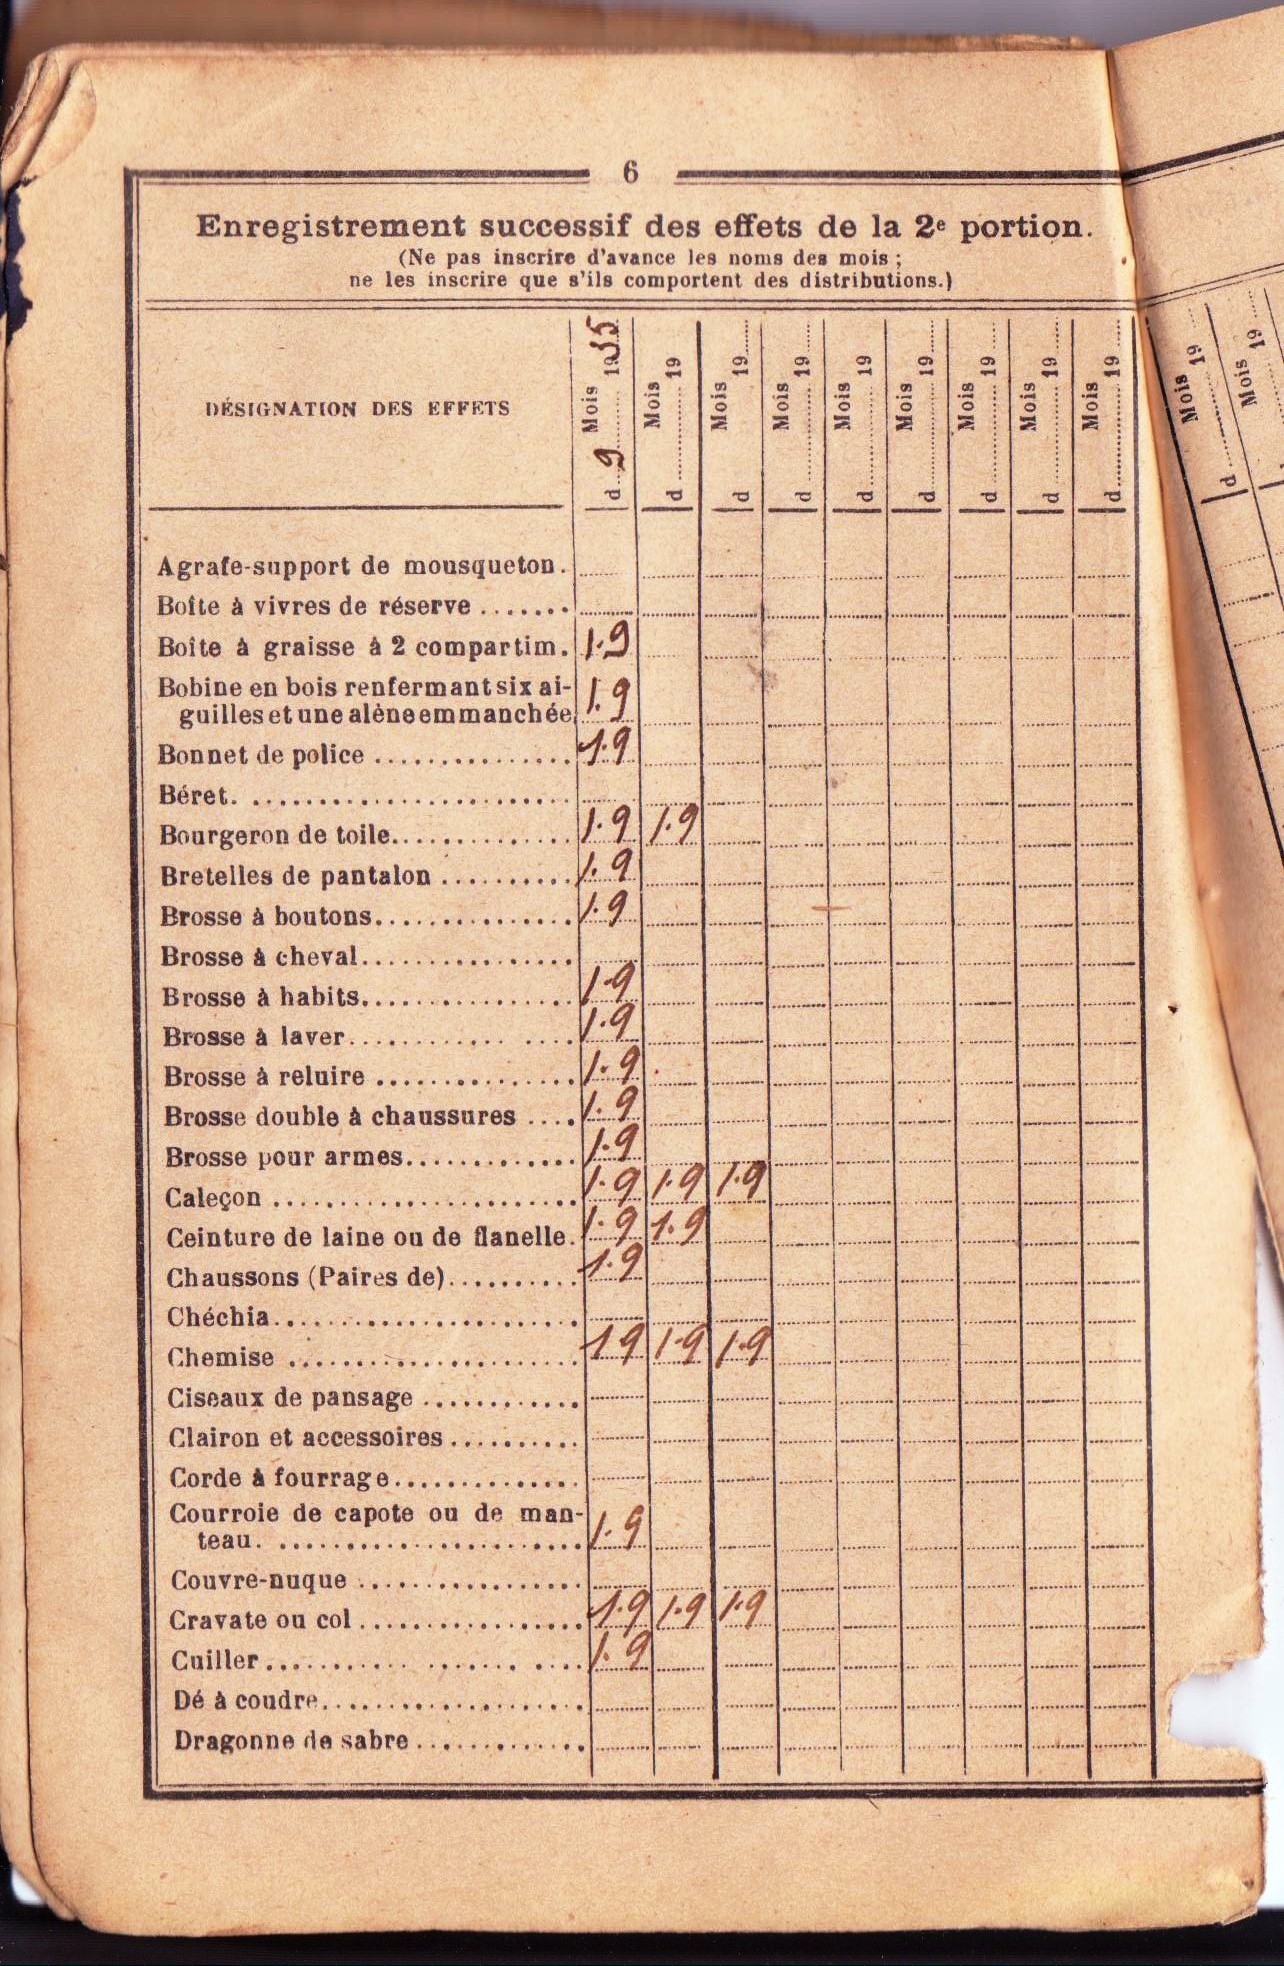 6
Enregistrement successif des effets de la 2e portion.
(Ne pas inscrire d'avance les noms des mois ;
ne les inscrire que s'ils comportent des distributions.)
DÉSIGNATION DES EFFETS
Mois d 9 1935
Mois d 19
Mois d 19
Mois d 19
Mois d 19
Mois d 19
Mois d 19
Mois d 19
Mois d 19
Mois d 19
Mois 19
Agrafe-support de mousqueton.
Boîte à vivres de réserve .......
Boîte à graisse à 2 compartim. 1.9
Bobine en bois renfermant six ai-
guilles et une alène emmanchée 1.9
Bonnet de police ............... 1.9
Béret. ........................
Bourgeron de toile.............. 1.9 1.9
Bretelles de pantalon .......... 1.9
Brosse à boutons............... 1.9
Brosse à cheval................
Brosse à habits................ 1.9
Brosse à laver............ .... 1.9
Brosse à reluire ............... 1.9
Brosse double à chaussures .... 1.9
Brosse pour armes............. 1.9
Caleçon ....................... 1.9 1.9 1.9
Ceinture de laine ou de flanelle. 1.9 1.9
Chaussons (Paires de).......... 1.9
Chéchia.......................
Chemise ...................... 1.9 1.9 1.9
Ciseaux de pansage ............
Clairon et accessoires ..........
Corde à fourrage..............
Courroie de capote ou de man-
teau. ....................... 1.9
Couvre-nuque .................
Cravate ou col ................. 1.9 1.9 1.9
Cuiller........... ....... .... 1.9
Dé à coudre....................
Dragonne de sabre .............